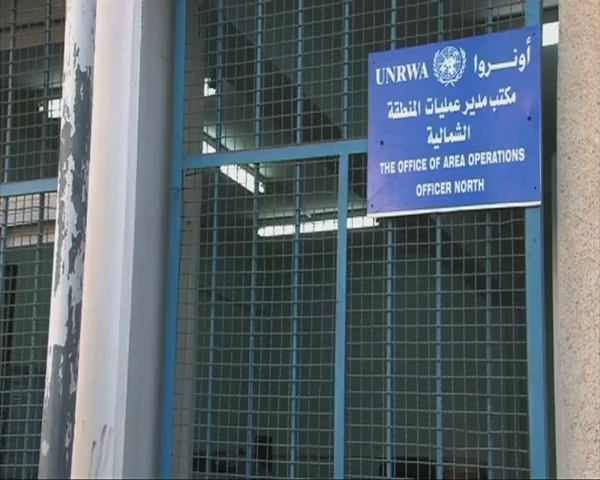 UNRWA أونروا
مكتب مدير عمليات المنطقة
الشمالية
THE OFFICE OF AREA OPERATIONS
OFFICER NORTH